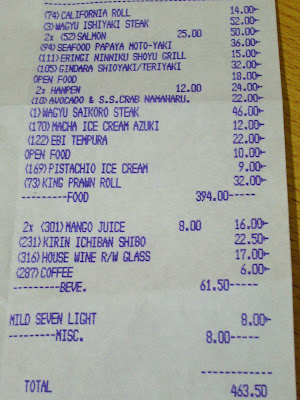 (74) CALIFORNIA ROLL 14.00-
(3) WAGYU ISHIYAKI STEAK 52.00-
2x (52) SALMON 25.00 50.00-
(94) SEAFOOD PAPAYA MOTO-YAKI 36.00-
(111) ERINGI NINNIKU SHOYU GRILL 15.00-
(105) GINDARA SHIOYAKI/TERIYAKI 32.00-
OPEN FOOD 18.00-
2x HANPEN 12.00 24.00-
(10) AVOCADO & S.S.CRAB NAMAHARU. 22.00-
(1) WAGYU SAIKORO STEAK 46.00-
(170) MACHA ICE CREAM AZUKI 12.00-
(122) EBI TEMPURA 22.00-
OPEN FOOD 10.00-
(169) PISTACHIO ICE CREAM 9.00-
(73) KING PRAWN ROLL 32.00-
---------FOOD 394.00-----
2x (301) MANGO JUICE 8.00 16.00-
(231) KIRIN ICHIBAN SHIBO 22.50-
(316) HOUSE WINE R/W GLASS 17.00-
(287) COFFEE 6.00-
---------BEVE. 61.50-----
MILD SEVEN LIGHT 8.00-
---------MISC. 8.00-----
-----------
TOTAL 463.50